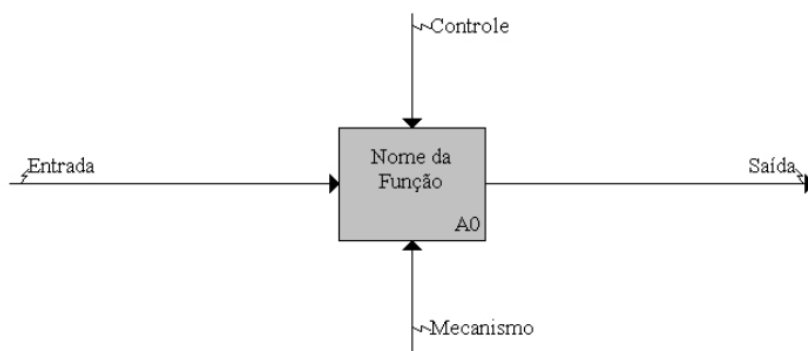 Controle
Entrada
Nome da
Função
A0
Saída
Mecanismo